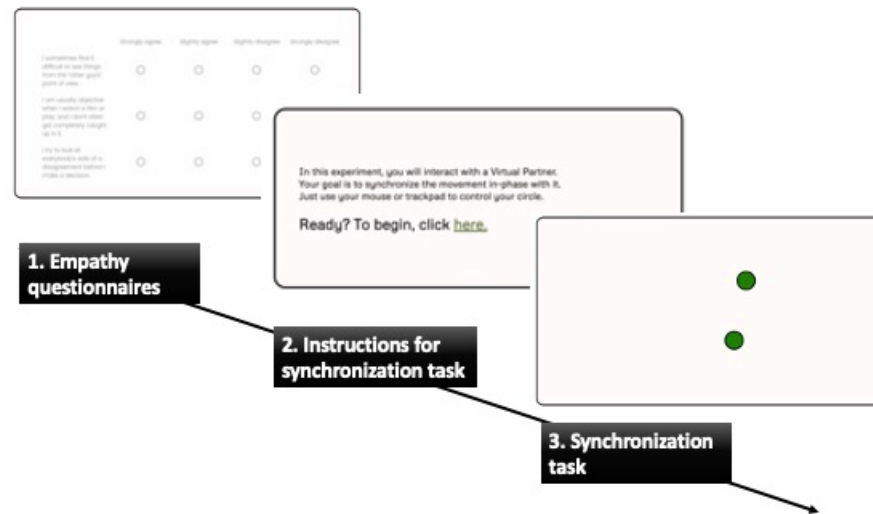 Strongly agree Slightly agree Slightly disagree Strongly disagree
I sometimes find it
difficult to see things
from the "other guys"
point of view
I am usually objective
when I watch a film or
play, and I don't often
get completely caught
up in it
I try to look at
everybody's side of a
disagreement before I
make a decision
In this experiment, you will interact with a Virtual Partner.
Your goal is to synchronize the movement in-phase with it.
Just use your mouse or trackpad to control your circle.
Ready? To begin, click here.
1. Empathy
questionnaires
2. Instructions for
synchronization task
3. Synchronization
task